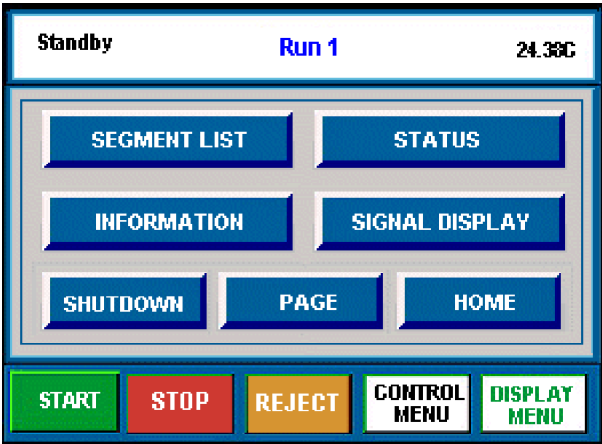 Standby Run 1 24.38C
SEGMENT LIST STATUS
INFORMATION SIGNAL DISPLAY
SHUTDOWN PAGE HOME
START STOP REJECT CONTROL MENU DISPLAY MENU